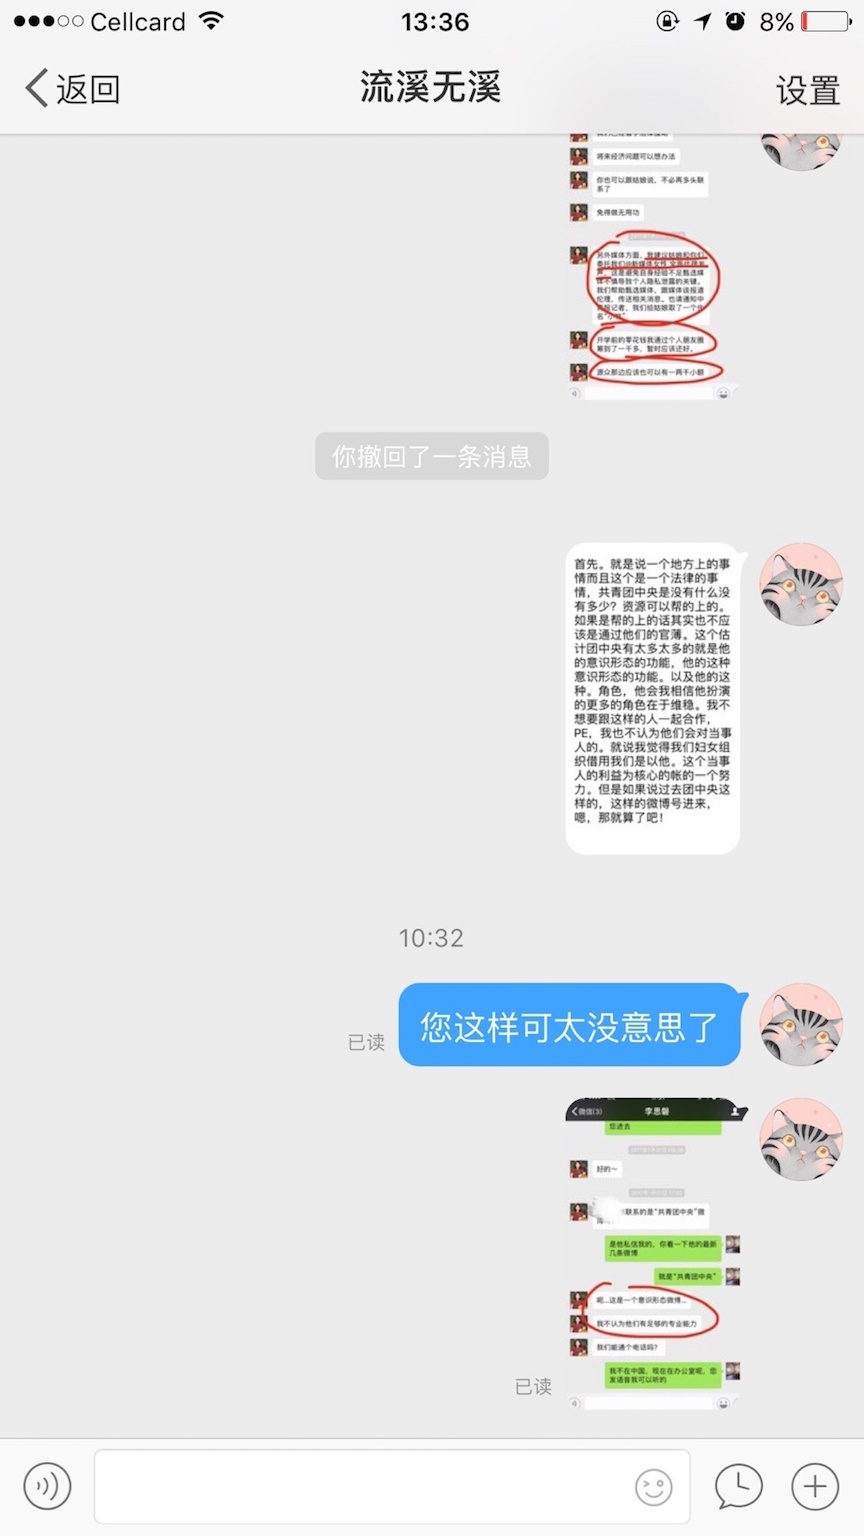 Cellcard
13:36
8%
返回
流溪无溪
设置
将来经济问题可以想办法
你也可以跟姑娘说，不必再多头联
系了
免得做无用功
另外媒体方面，我建议姑娘和你们
委托我们@新媒体女性
声，这是避免自身经验不足甄选媒
体不慎导致个人隐私泄露的关键。
我们帮助甄选媒体，跟媒体谈报道
伦理，传送相关消息。也请通知中
报记者，我们给姑娘取了一个化
名
开学前的零花钱我通过个人朋友圈
筹到了一千多，暂时应该还好。
源众那边应该也可以有一两千小额
你撤回了一条消息
首先。就是说一个地方上的事
情而且这个是一个法律的事
情，共青团中央是没有什么没
有多少？资源可以帮的上的。
如果是帮的上的话其实也不应
该是通过他们的官薄。这个估
计团中央有太多太多的就是他
的意识形态的功能，他的这种
意识形态的功能。以及他的这
种。角色，他会我相信他扮演
的更多的角色在于维稳。我不
想要跟这样的人一起合作，
PE，我也不认为他们会对当事
人的。就说我觉得我们妇女组
织借用我们是以他。这个当事
人的利益为核心的帐的一个努
力。但是如果说过去团中央这
样的，这样的微博号进来，
嗯，那就算了吧！
10:32
您这样可太没意思了
已读
微信(3)
李思磐
您进去
好的～
联系的是“共青团中央”微
是他私信我的，你看一下他的最新
几条微博
就是“共青团中央”
呃...这是一个意识形态微博...
我不认为他们有足够的专业能力
我们能通个电话吗?
我不在中国，现在在办公室呢，您
发语音我可以听的
已读